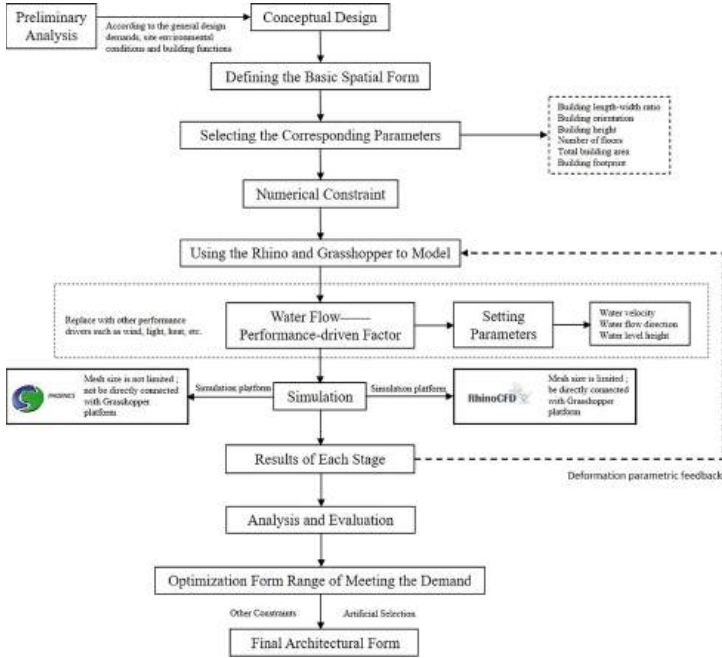 Preliminary
Analysis
According to the general design
demands, site environmental
conditions and building functions
Conceptual Design
Defining the Basic Spatial Form
Selecting the Corresponding Parameters
Building length-width ratio
Building orientation
Building height
Number of floors
Total building area
Building footprint
Numerical Constraint
Using the Rhino and Grasshopper to Model
Replace with other performance
drivers such as wind, light, heat, etc.
Water Flow——
Performance-driven Factor
Setting
Parameters
Water velocity
Water flow direction
Water level height
PHOENICS
Mesh size is not limited ;
not be directly connected
with Grasshopper
platform
Simulation platform
Simulation
Simulation platform
RhinoCFD
Mesh size is limited ;
be directly connected
with Grasshopper
platform
Results of Each Stage
Deformation parametric feedback
Analysis and Evaluation
Optimization Form Range of Meeting the Demand
Other Constraints
Artificial Selection
Final Architectural Form